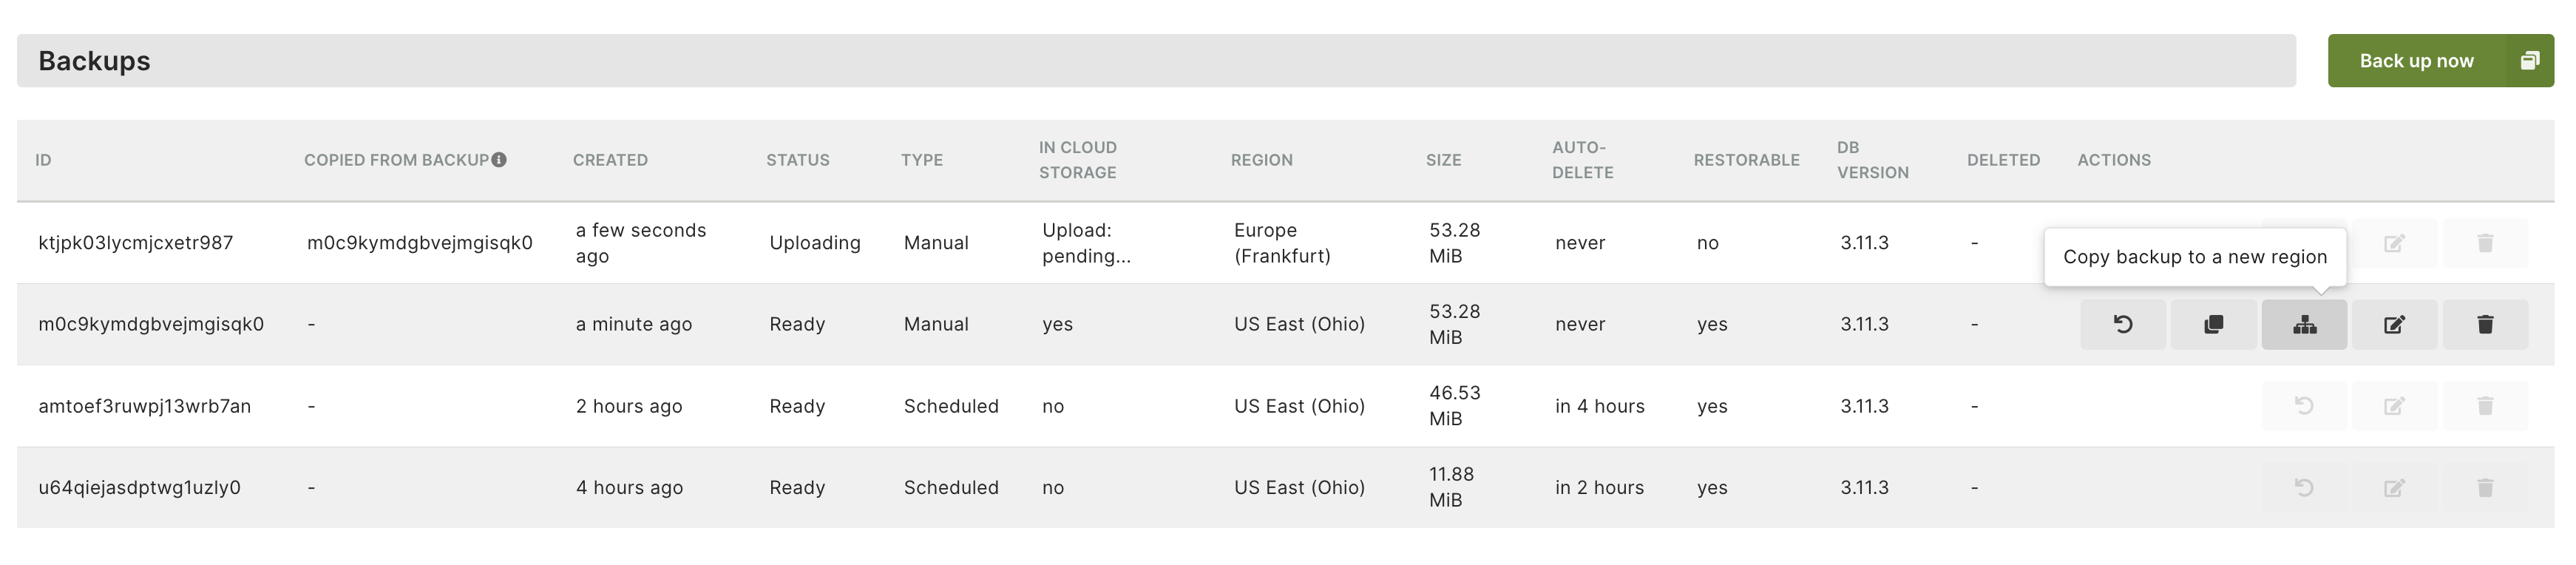 Backups
Back up now
ID COPIED FROM BACKUP CREATED STATUS TYPE IN CLOUD STORAGE REGION SIZE AUTO-DELETE RESTORABLE DB VERSION DELETED ACTIONS
ktjpk03lycmjcxetr987 m0c9kymdgbvejmgisqk0 a few seconds ago Uploading Manual Upload: pending... Europe (Frankfurt) 53.28 MiB never no 3.11.3 -
Copy backup to a new region
m0c9kymdgbvejmgisqk0 - a minute ago Ready Manual yes US East (Ohio) 53.28 MiB never yes 3.11.3 -
amtoef3ruwpj13wrb7an - 2 hours ago Ready Scheduled no US East (Ohio) 46.53 MiB in 4 hours yes 3.11.3 -
u64qiejasdptwg1uzly0 - 4 hours ago Ready Scheduled no US East (Ohio) 11.88 MiB in 2 hours yes 3.11.3 -